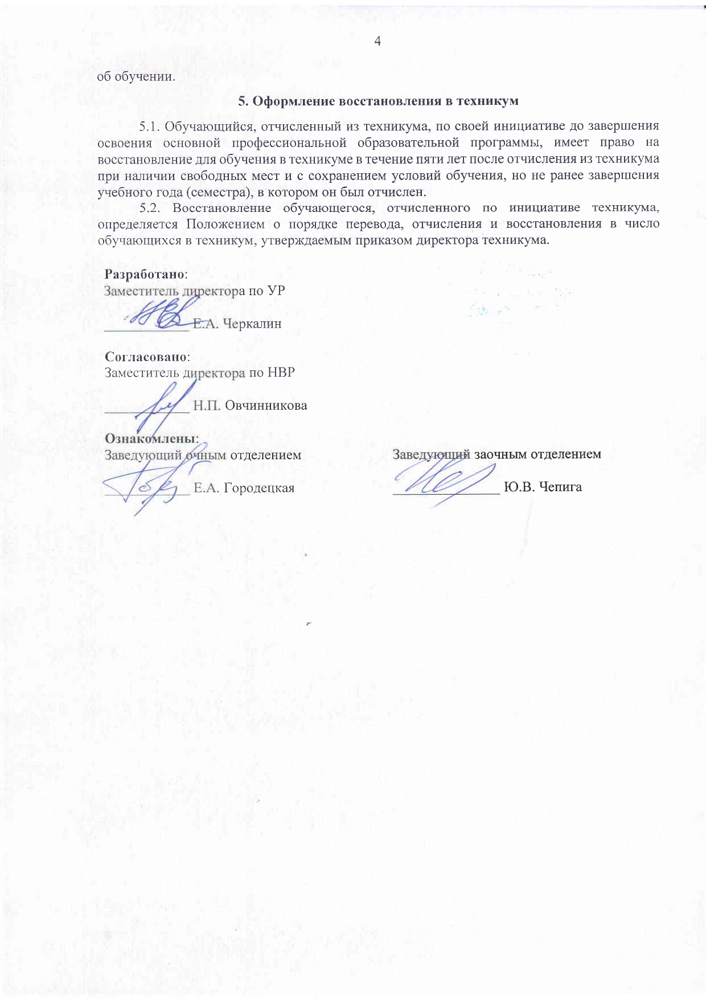 4
об обучении.
5. Оформление восстановления в техникум
5.1. Обучающийся, отчисленный из техникума, по своей инициативе до завершения
освоения основной профессиональной образовательной программы, имеет право на
восстановление для обучения в техникуме в течение пяти лет после отчисления из техникума
при наличии свободных мест и с сохранением условий обучения, но не ранее завершения
учебного года (семестра), в котором он был отчислен.
5.2. Восстановление обучающегося, отчисленного по инициативе техникума,
определяется Положением о порядке перевода, отчисления и восстановления в число
обучающихся в техникум, утверждаемым приказом директора техникума.
Разработано:
Заместитель директора по УР
Е.А. Черкалин
Согласовано:
Заместитель директора по НВР
Н.П. Овчинникова
Ознакомлены:
Заведующий очным отделением
Е.А. Городецкая
Заведующий заочным отделением
Ю.В. Чепига